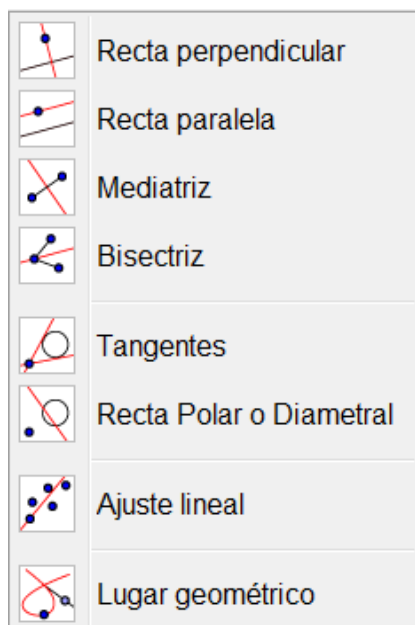 Recta perpendicular
Recta paralela
Mediatriz
Bisectriz
Tangentes
Recta Polar o Diametral
Ajuste lineal
Lugar geométrico